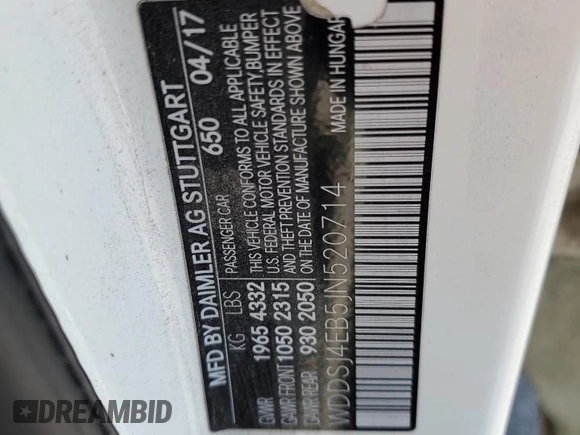 MFD BY DAIMLER AG STUTTGART
650 04/17
KG LBS PASSENGER CAR
GVWR 1965 4332 THIS VEHICLE CONFORMS TO ALL APPLICABLE
GAWR FRONT 1050 2315 U.S. FEDERAL MOTOR VEHICLE SAFETY BUMPER
GAWR REAR 930 2050 AND THEFT PREVENTION STANDARDS IN EFFECT
ON THE DATE OF MANUFACTURE SHOWN ABOVE
MADE IN HUNGAR
WDDSJ4EB5JN520714
DREAMBID